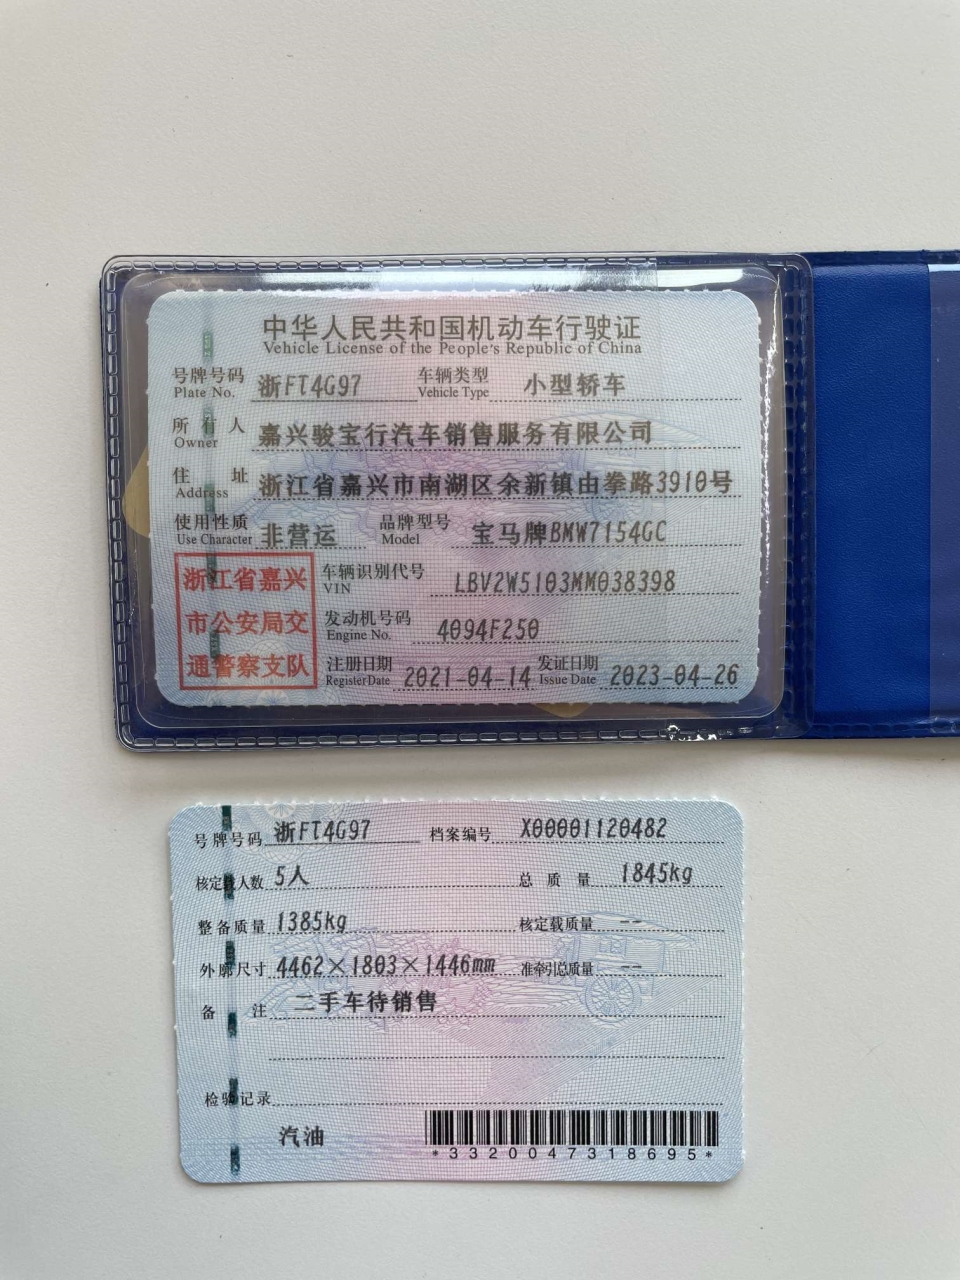 中华人民共和国机动车行驶证
Vehicle License of the People's Republic of China
号牌号码 浙FT4G97 车辆类型 小型轿车
Plate No. Vehicle Type
所有人 嘉兴骏宝行汽车销售服务有限公司
Owner
住址 浙江省嘉兴市南湖区余新镇由拳路3910号
Address
使用性质 非营运 品牌型号 宝马牌BMW7154GC
Use Character Model
浙江省嘉兴
市公安局交
通警察支队
车辆识别代号 LBV2W5103MM038398
VIN
发动机号码 4094F250
Engine No.
注册日期 2021-04-14 发证日期 2023-04-26
Register Date Issue Date
号牌号码 浙FT4G97 档案编号 X00001120482
核定载人数 5人 总质量 1845kg
整备质量 1385kg 核定载质量 --
外廓尺寸 4462×1803×1446mm 准牵引总质量 --
备注 二手车待销售
检验记录
汽油
*3320047318695*